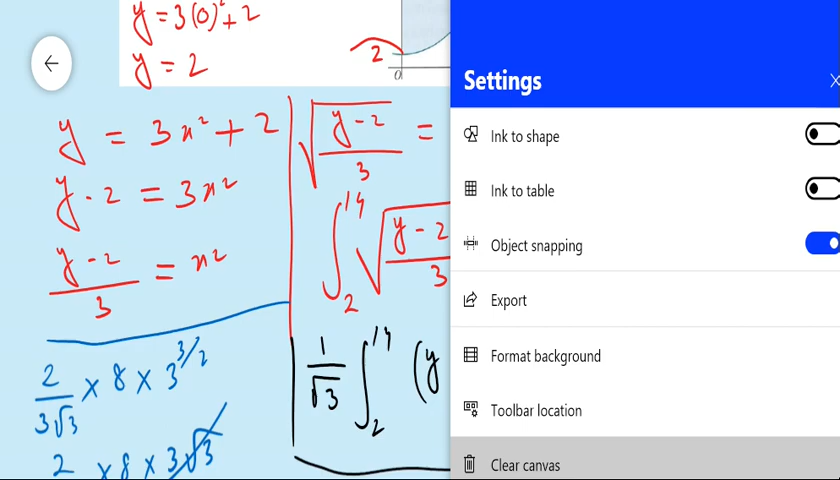 y = 3(0)² + 2
y = 2
2
0
y = 3x² + 2
y - 2 = 3x²
y - 2 / 3 = x²
√(y - 2 / 3) =
∫₂¹⁴ √(y - 2 / 3)
2 / 3√3 × 8 × 3^3/2
2 × 8 × 3√3
1 / √3 ∫₂¹⁴ (y
Settings
Ink to shape
Ink to table
Object snapping
Export
Format background
Toolbar location
Clear canvas